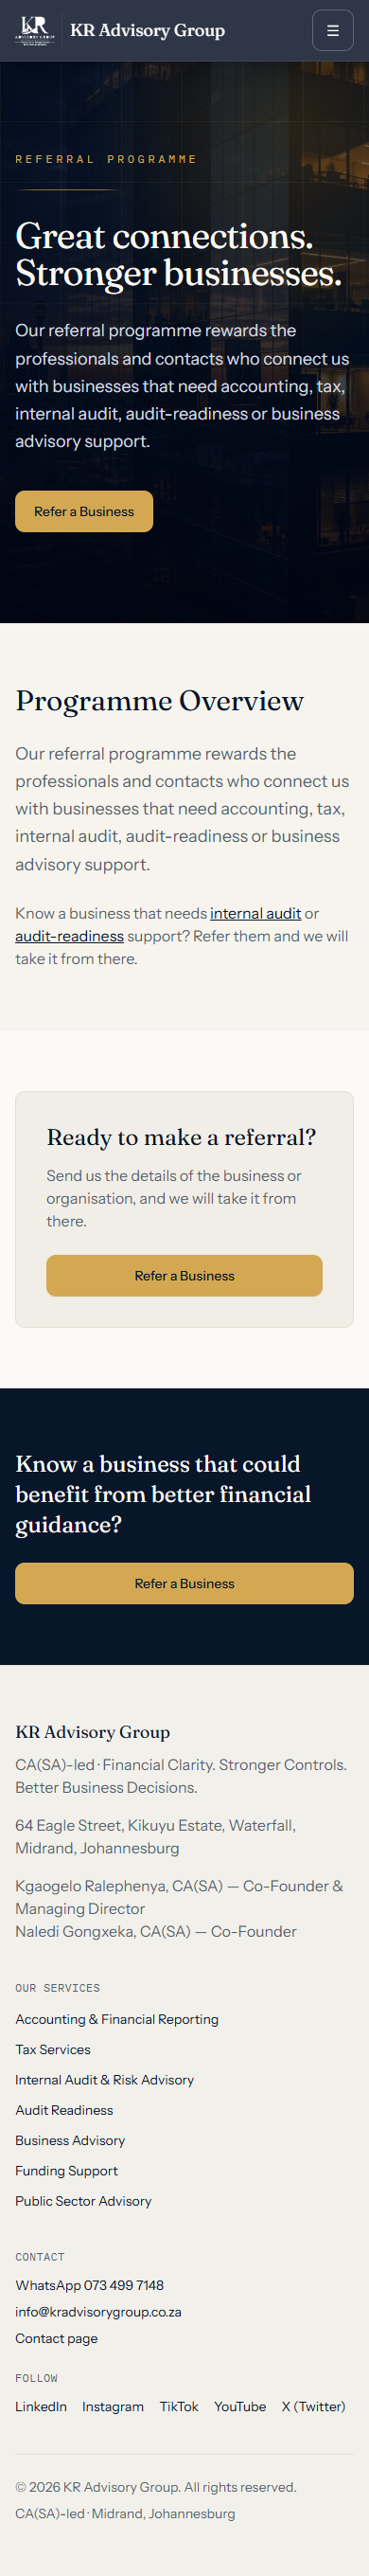 KR
KR Advisory Group
☰
REFERRAL PROGRAMME
Great connections.
Stronger businesses.
Our referral programme rewards the
professionals and contacts who connect us
with businesses that need accounting, tax,
internal audit, audit-readiness or business
advisory support.
Refer a Business
Programme Overview
Our referral programme rewards the
professionals and contacts who connect us
with businesses that need accounting, tax,
internal audit, audit-readiness or business
advisory support.
Know a business that needs internal audit or
audit-readiness support? Refer them and we will
take it from there.
Ready to make a referral?
Send us the details of the business or
organisation, and we will take it from
there.
Refer a Business
Know a business that could
benefit from better financial
guidance?
Refer a Business
KR Advisory Group
CA(SA)-led · Financial Clarity. Stronger Controls.
Better Business Decisions.
64 Eagle Street, Kikuyu Estate, Waterfall,
Midrand, Johannesburg
Kgaogelo Ralephenya, CA(SA) — Co-Founder &
Managing Director
Naledi Gongxeka, CA(SA) — Co-Founder
OUR SERVICES
Accounting & Financial Reporting
Tax Services
Internal Audit & Risk Advisory
Audit Readiness
Business Advisory
Funding Support
Public Sector Advisory
CONTACT
WhatsApp 073 499 7148
info@kradvisorygroup.co.za
Contact page
FOLLOW
LinkedIn Instagram TikTok YouTube X (Twitter)
© 2026 KR Advisory Group. All rights reserved.
CA(SA)-led · Midrand, Johannesburg